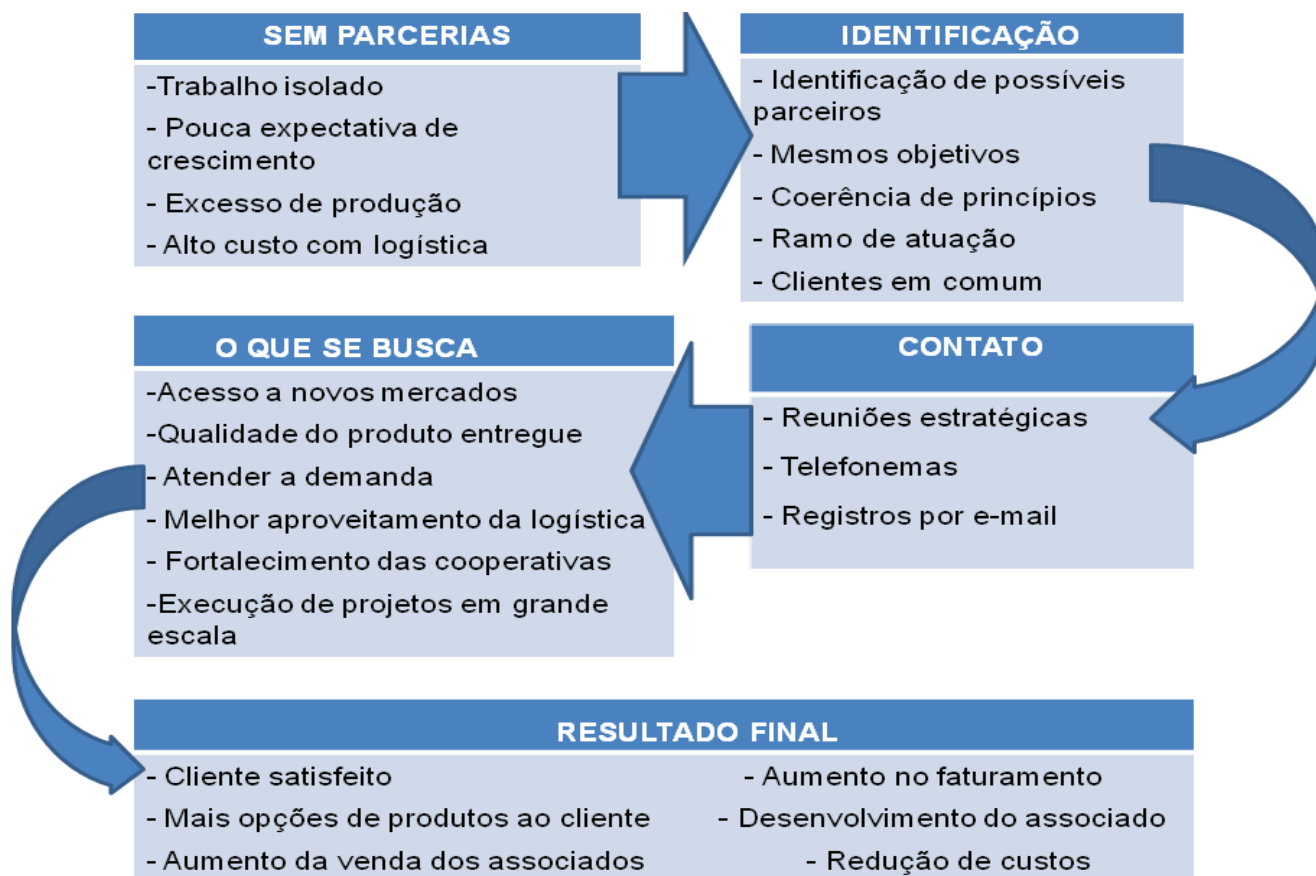 SEM PARCERIAS
-Trabalho isolado
- Pouca expectativa de
crescimento
- Excesso de produção
- Alto custo com logística
IDENTIFICAÇÃO
- Identificação de possíveis
parceiros
- Mesmos objetivos
- Coerência de princípios
- Ramo de atuação
- Clientes em comum
CONTATO
- Reuniões estratégicas
- Telefonemas
- Registros por e-mail
O QUE SE BUSCA
-Acesso a novos mercados
-Qualidade do produto entregue
- Atender a demanda
- Melhor aproveitamento da logística
- Fortalecimento das cooperativas
-Execução de projetos em grande
escala
RESULTADO FINAL
- Cliente satisfeito
- Mais opções de produtos ao cliente
- Aumento da venda dos associados
- Aumento no faturamento
- Desenvolvimento do associado
- Redução de custos